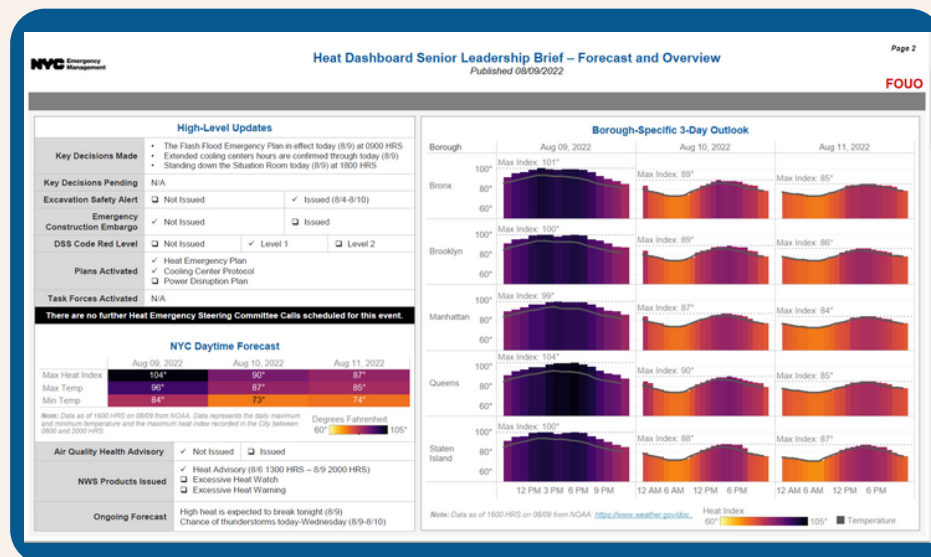 NYC Emergency Management
Heat Dashboard Senior Leadership Brief – Forecast and Overview
Published 08/09/2022
Page 2
FOUO
High-Level Updates
Key Decisions Made
• The Flash Flood Emergency Plan in effect today (8/9) at 0000 HRS
• Extended cooling centers hours are confirmed through today (8/9)
• Standing down the Situation Room today (8/9) at 1800 HRS
Key Decisions Pending N/A
Excavation Safety Alert ❑ Not Issued ✓ Issued (8/4-8/10)
Emergency Construction Embargo ✓ Not Issued ❑ Issued
DSS Code Red Level ❑ Not Issued ✓ Level 1 ❑ Level 2
Plans Activated
✓ Heat Emergency Plan
✓ Cooling Center Protocol
❑ Power Disruption Plan
Task Forces Activated N/A
There are no further Heat Emergency Steering Committee Calls scheduled for this event.
NYC Daytime Forecast
Aug 09, 2022 Aug 10, 2022 Aug 11, 2022
Max Heat Index 104° 90° 87°
Max Temp 96° 87° 85°
Min Temp 84° 73° 74°
Note: Data as of 1600 HRS on 08/09 from NOAA. Data represents the daily maximum
and minimum temperature and the maximum heat index recorded in the City between
0800 and 2000 HRS.
Degrees Fahrenheit
60° 105°
Air Quality Health Advisory ✓ Not Issued ❑ Issued
NWS Products Issued
✓ Heat Advisory (8/6 1300 HRS – 8/9 2000 HRS)
❑ Excessive Heat Watch
❑ Excessive Heat Warning
Ongoing Forecast
High heat is expected to break tonight (8/9)
Chance of thunderstorms today-Wednesday (8/9-8/10)
Borough-Specific 3-Day Outlook
Borough Aug 09, 2022 Aug 10, 2022 Aug 11, 2022
Bronx
100°
80°
60°
Max Index: 101° Max Index: 89° Max Index: 85°
Brooklyn
100°
80°
60°
Max Index: 100° Max Index: 89° Max Index: 86°
Manhattan
100°
80°
60°
Max Index: 99° Max Index: 87° Max Index: 84°
Queens
100°
80°
60°
Max Index: 104° Max Index: 90° Max Index: 85°
Staten Island
100°
80°
60°
Max Index: 100° Max Index: 88° Max Index: 87°
12 PM 3 PM 6 PM 9 PM 12 AM 6 AM 12 PM 6 PM 12 AM 6 AM 12 PM 6 PM
Note: Data as of 1600 HRS on 08/09 from NOAA: https://www.weather.gov/doc_
Heat Index
60° 105° Temperature